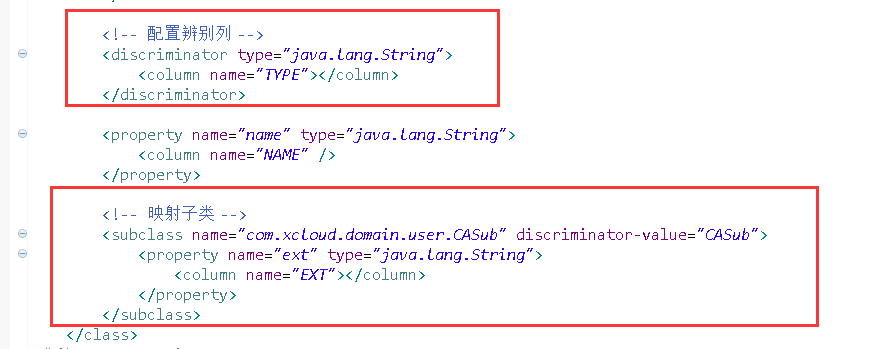 <!-- 配置辨别列 -->
<discriminator type="java.lang.String">
<column name="TYPE"></column>
</discriminator>
<property name="name" type="java.lang.String">
<column name="NAME" />
</property>
<!-- 映射子类 -->
<subclass name="com.xcloud.domain.user.CASub" discriminator-value="CASub">
<property name="ext" type="java.lang.String">
<column name="EXT"></column>
</property>
</subclass>
</class>